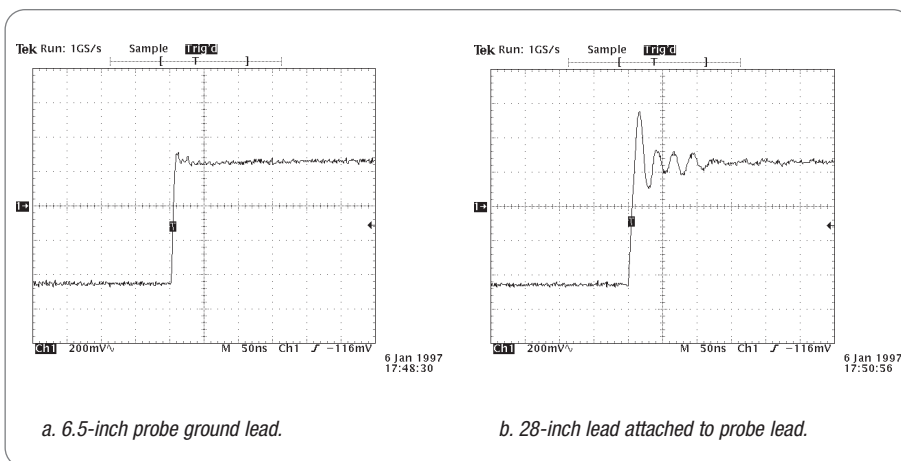 Tek Run: 1GS/s Sample Trig'd
[ T ]
1→
T
Ch1 200mV∿ M 50ns Ch1 ∫ −116mV
6 Jan 1997
17:48:30
a. 6.5-inch probe ground lead.
Tek Run: 1GS/s Sample Trig'd
[ T ]
1→
T
Ch1 200mV∿ M 50ns Ch1 ∫ −116mV
6 Jan 1997
17:50:56
b. 28-inch lead attached to probe lead.